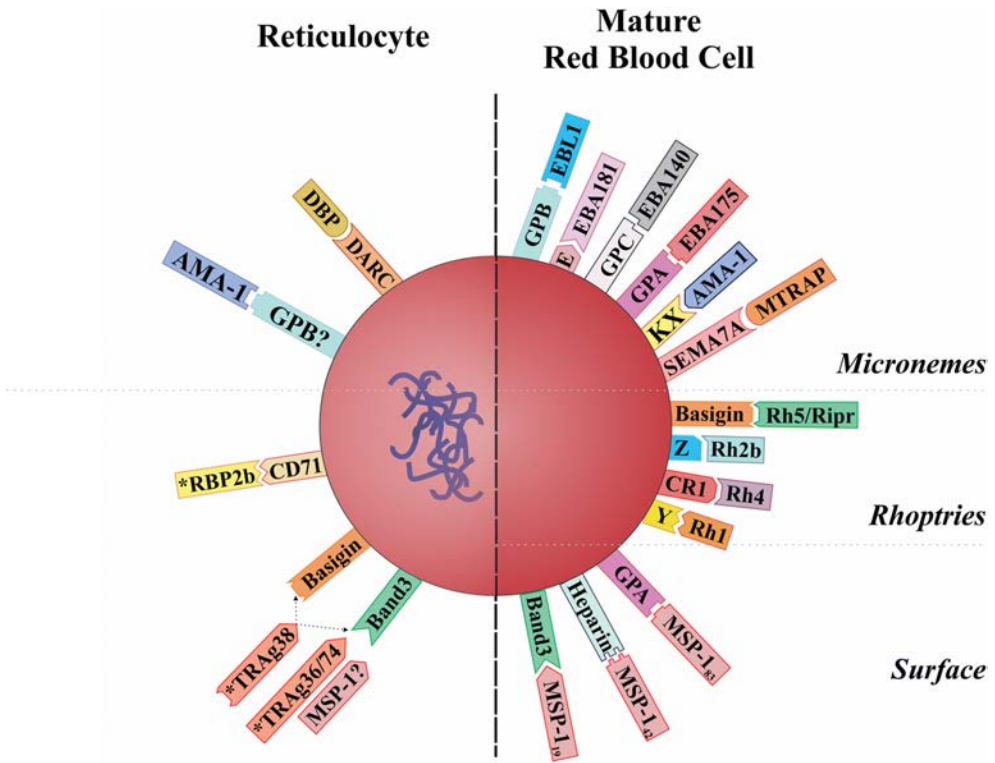 Reticulocyte
Mature
Red Blood Cell
DBP
DARC
AMA-1
GPB?
*RBP2b
CD71
Basigin
Band3
*TRAg38
*TRAg36/74
MSP-1?
GPB
EBL1
E
EBA181
GPC
EBA140
GPA
EBA175
KX
AMA-1
SEMA7A
MTRAP
Micronemes
Basigin
Rh5/Ripr
Z
Rh2b
CR1
Rh4
Y
Rh1
Rhoptries
GPA
MSP-1₈₃
Heparin
MSP-1₄₂
Band3
MSP-1₁₉
Surface